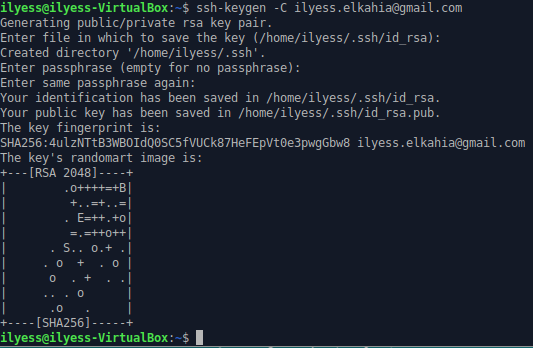 ilyess@ilyess-VirtualBox:~$ ssh-keygen -C ilyess.elkahia@gmail.com
Generating public/private rsa key pair.
Enter file in which to save the key (/home/ilyess/.ssh/id_rsa):
Created directory '/home/ilyess/.ssh'.
Enter passphrase (empty for no passphrase):
Enter same passphrase again:
Your identification has been saved in /home/ilyess/.ssh/id_rsa.
Your public key has been saved in /home/ilyess/.ssh/id_rsa.pub.
The key fingerprint is:
SHA256:4ulzNTtB3WBOIdQ0SC5fVUCk87HeFEpVt0e3pwgGbw8 ilyess.elkahia@gmail.com
The key's randomart image is:
+---[RSA 2048]----+
|        .o++++=+B|
|         +..=+..=|
|        . E=++.+o|
|         =.=++o++|
|      . S.. o.+ .|
|     . o  +  . o |
|      o  . +  . .|
|     .. . o      |
|      .o   .     |
+----[SHA256]-----+
ilyess@ilyess-VirtualBox:~$